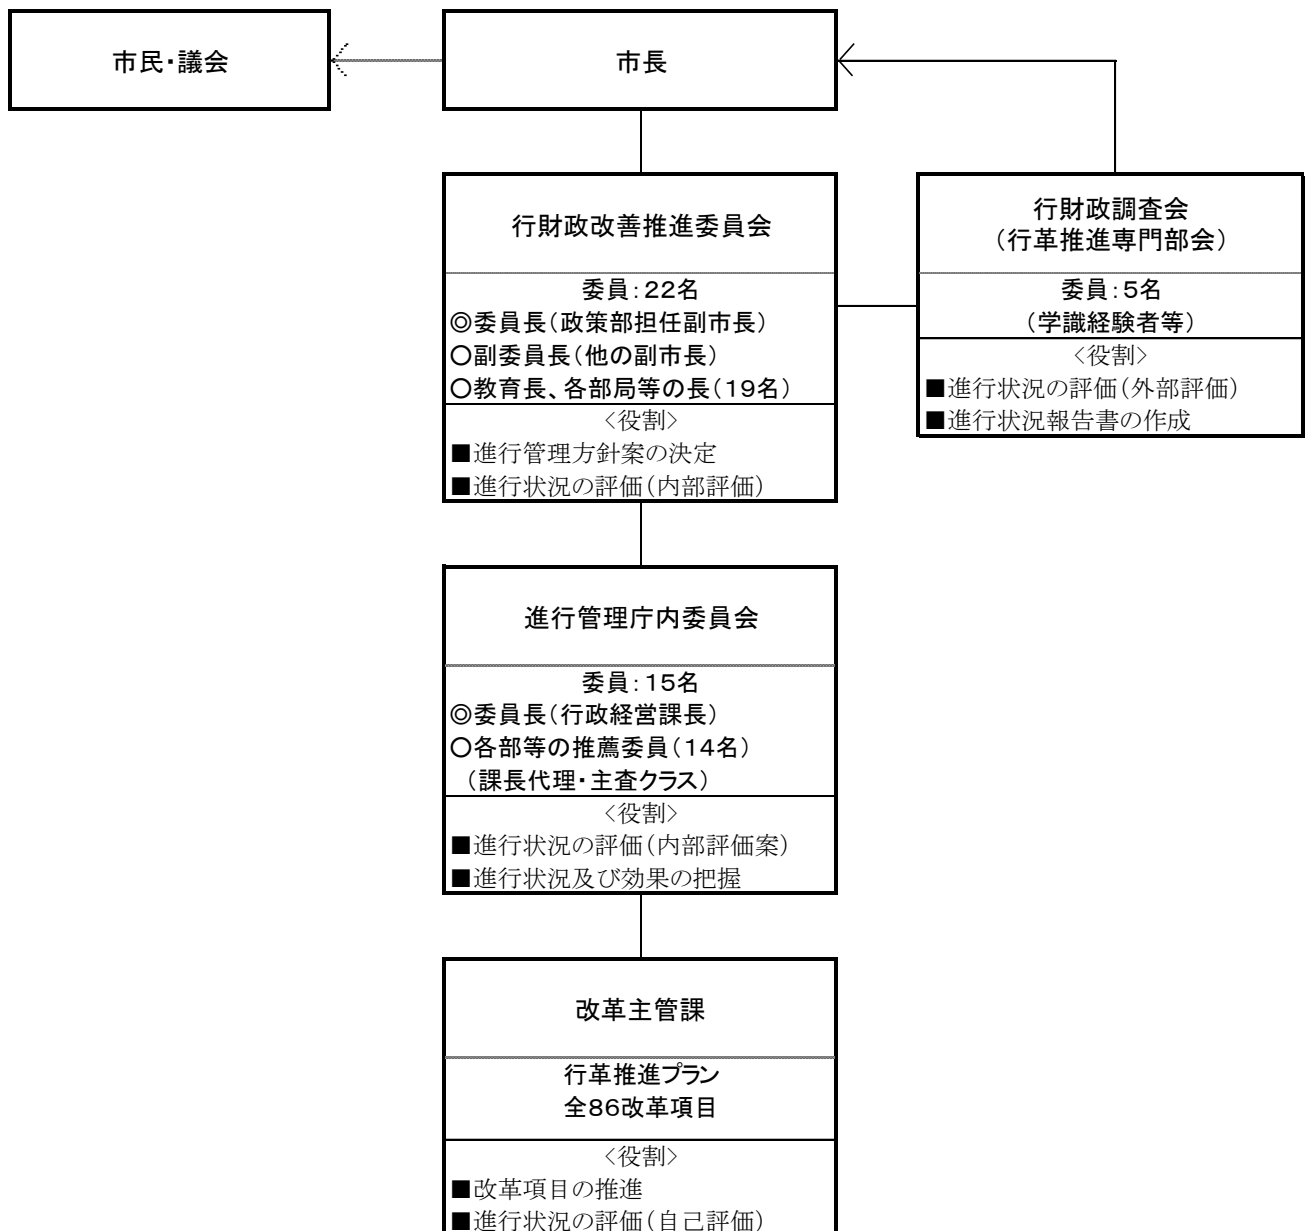 市民・議会
市長
行財政改善推進委員会
委員：22名
◎委員長（政策部担任副市長）
○副委員長（他の副市長）
○教育長、各部局等の長（19名）
＜役割＞
■進行管理方針案の決定
■進行状況の評価（内部評価）
行財政調査会
（行革推進専門部会）
委員：5名
（学識経験者等）
＜役割＞
■進行状況の評価（外部評価）
■進行状況報告書の作成
進行管理庁内委員会
委員：15名
◎委員長（行政経営課長）
○各部等の推薦委員（14名）
（課長代理・主査クラス）
＜役割＞
■進行状況の評価（内部評価案）
■進行状況及び効果の把握
改革主管課
行革推進プラン
全86改革項目
＜役割＞
■改革項目の推進
■進行状況の評価（自己評価）